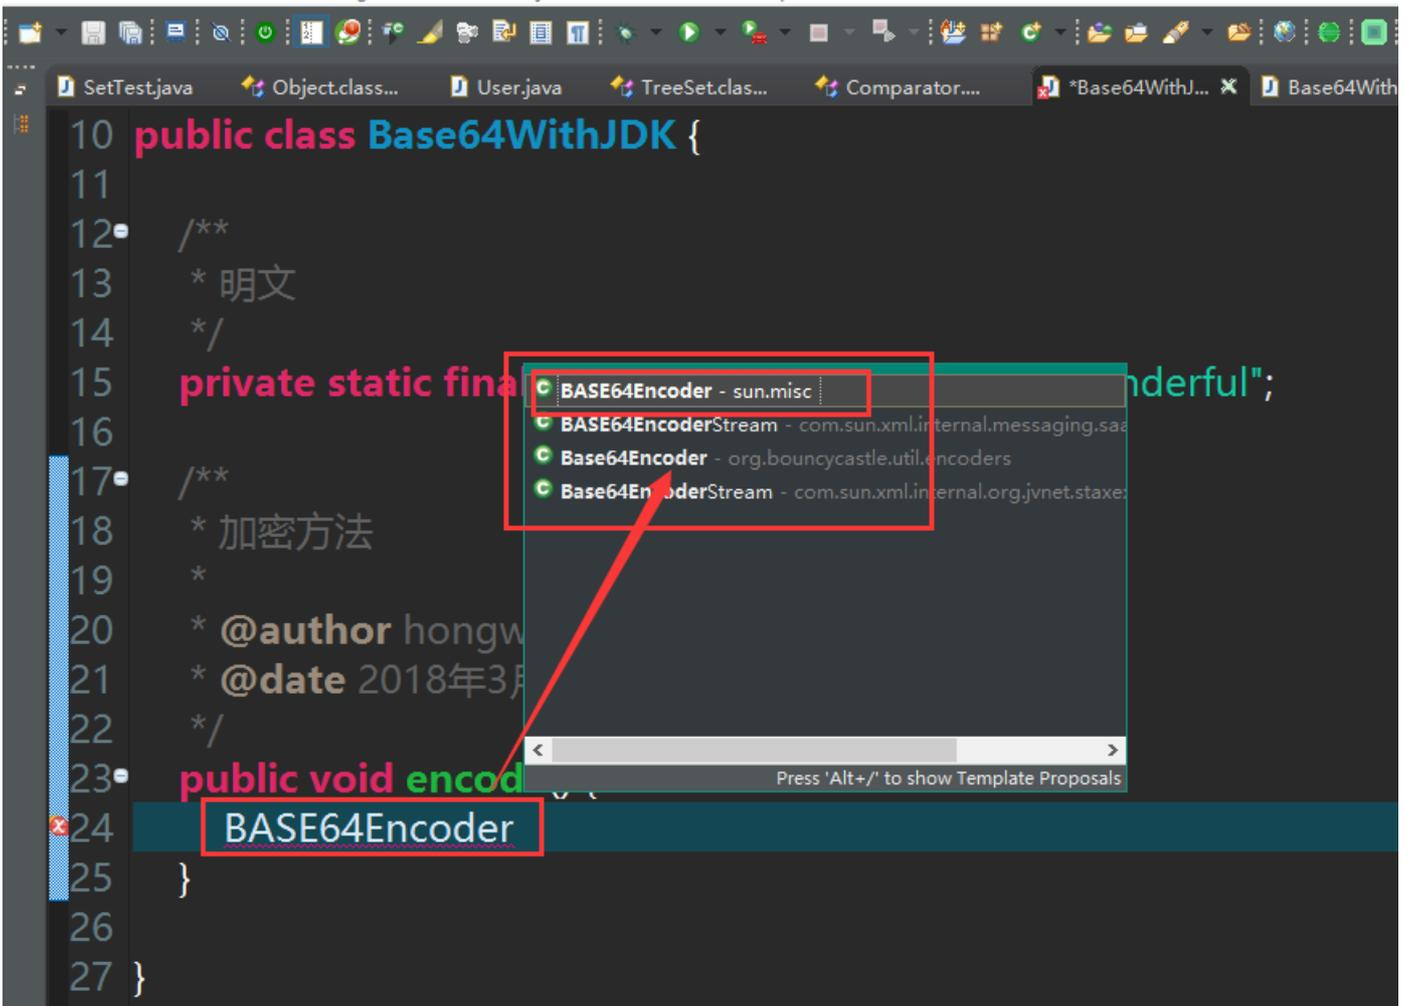 SetTest.java Object.class... User.java TreeSet.clas... Comparator.... *Base64WithJ... Base64With
10 public class Base64WithJDK {
11
12 /**
13 * 明文
14 */
15 private static final nderful";
BASE64Encoder - sun.misc
BASE64EncoderStream - com.sun.xml.internal.messaging.saa
Base64Encoder - org.bouncycastle.util.encoders
Base64EncoderStream - com.sun.xml.internal.org.jvnet.staxex
Press 'Alt+/' to show Template Proposals
16
17 /**
18 * 加密方法
19 *
20 * @author hongw
21 * @date 2018年3月
22 */
23 public void encod () {
24 BASE64Encoder
25 }
26
27 }